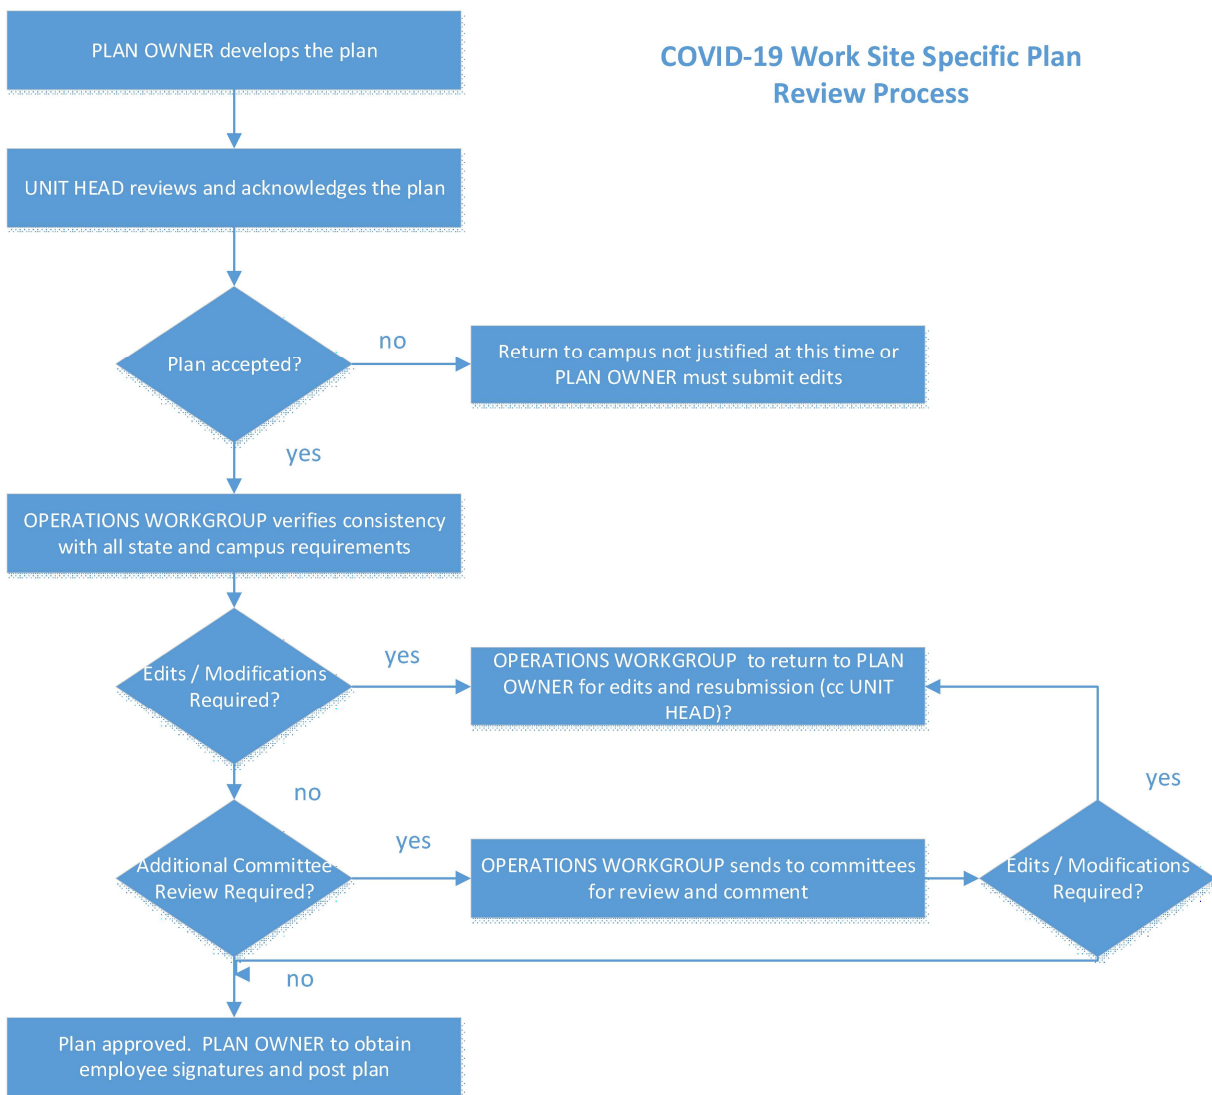 PLAN OWNER develops the plan
COVID-19 Work Site Specific Plan
Review Process
UNIT HEAD reviews and acknowledges the plan
Plan accepted?
no
Return to campus not justified at this time or
PLAN OWNER must submit edits
yes
OPERATIONS WORKGROUP verifies consistency
with all state and campus requirements
Edits / Modifications
Required?
yes
OPERATIONS WORKGROUP to return to PLAN
OWNER for edits and resubmission (cc UNIT
HEAD)?
no
yes
Additional Committee
Review Required?
yes
OPERATIONS WORKGROUP sends to committees
for review and comment
Edits / Modifications
Required?
no
Plan approved. PLAN OWNER to obtain
employee signatures and post plan